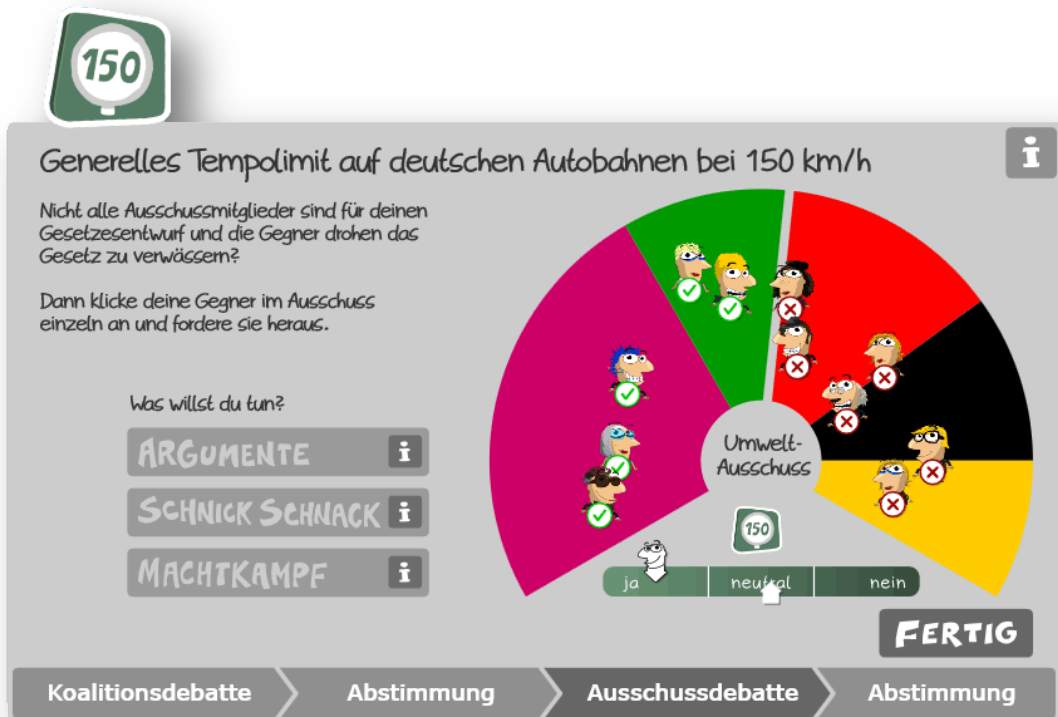 150
Generelles Tempolimit auf deutschen Autobahnen bei 150 km/h
i
Nicht alle Ausschussmitglieder sind für deinen
Gesetzesentwurf und die Gegner drohen das
Gesetz zu verwässern?
Dann klicke deine Gegner im Ausschuss
einzeln an und fordere sie heraus.
Was willst du tun?
ARGUMENTE i
SCHNICK SCHNACK i
MACHTKAMPF i
Umwelt-
Ausschuss
150
ja neutral nein
FERTIG
Koalitionsdebatte Abstimmung Ausschussdebatte Abstimmung